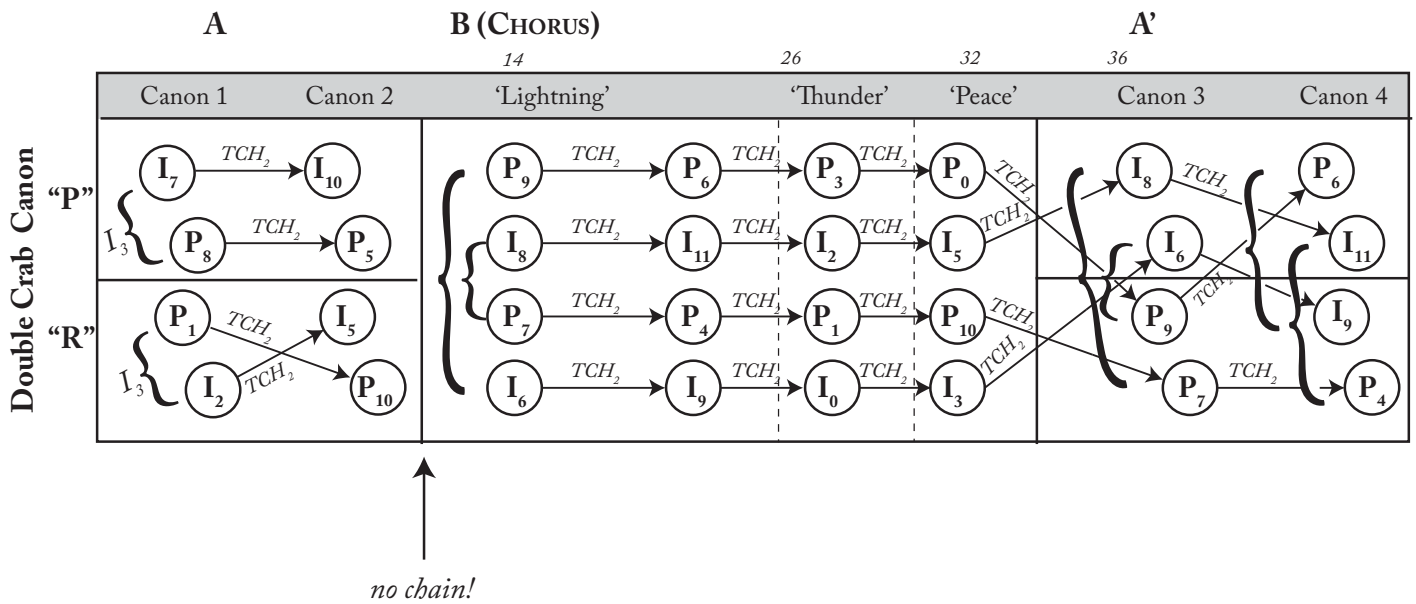 A B (CHORUS) A’
14 26 32 36
Canon 1 Canon 2 ‘Lightning’ ‘Thunder’ ‘Peace’ Canon 3 Canon 4
Double Crab Canon
“P”
I₇ TCH₂ I₁₀ P₉ TCH₂ P₆ TCH₂ P₃ TCH₂ P₀ TCH₂ I₈ TCH₂ P₆
I₃ P₈ TCH₂ P₅ I₈ TCH₂ I₁₁ TCH₂ I₂ TCH₂ I₅ TCH₂ I₆ I₁₁
“R”
P₁ TCH₂ I₅ P₇ TCH₂ P₄ TCH₂ P₁ TCH₂ P₁₀ TCH₂ P₉ TCH₂ I₉
I₃ I₂ TCH₂ P₁₀ I₆ TCH₂ I₉ TCH₂ I₀ TCH₂ I₃ TCH₂ P₇ TCH₂ P₄
no chain!